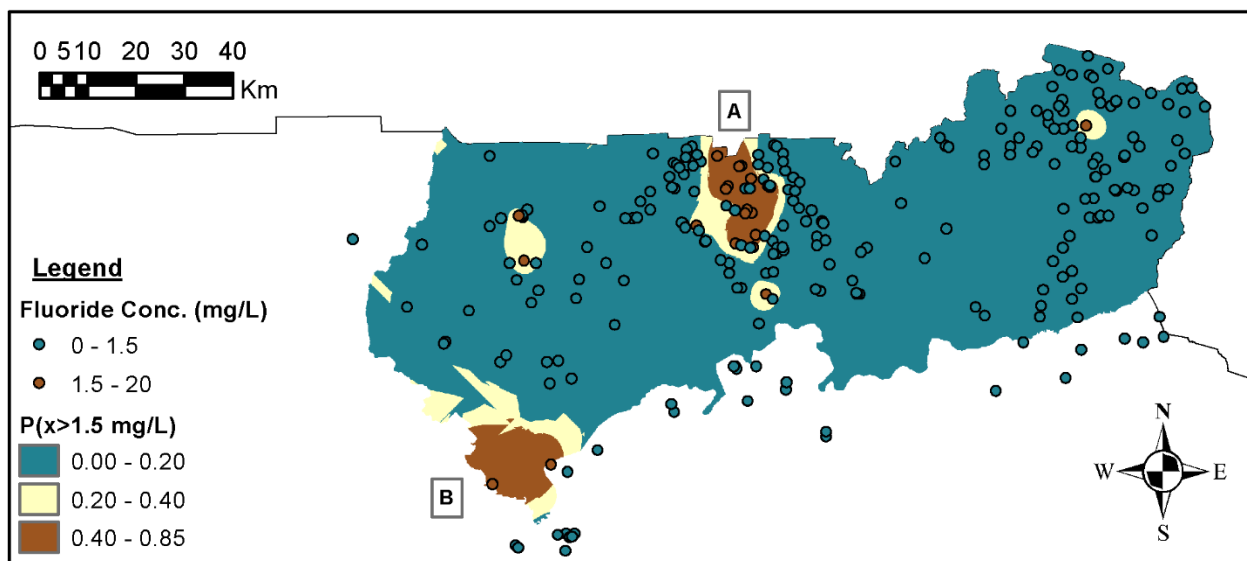 0 5 10 20 30 40
Km
A
Legend
Fluoride Conc. (mg/L)
0 - 1.5
1.5 - 20
P(x>1.5 mg/L)
0.00 - 0.20
0.20 - 0.40
0.40 - 0.85
B
N
W E
S